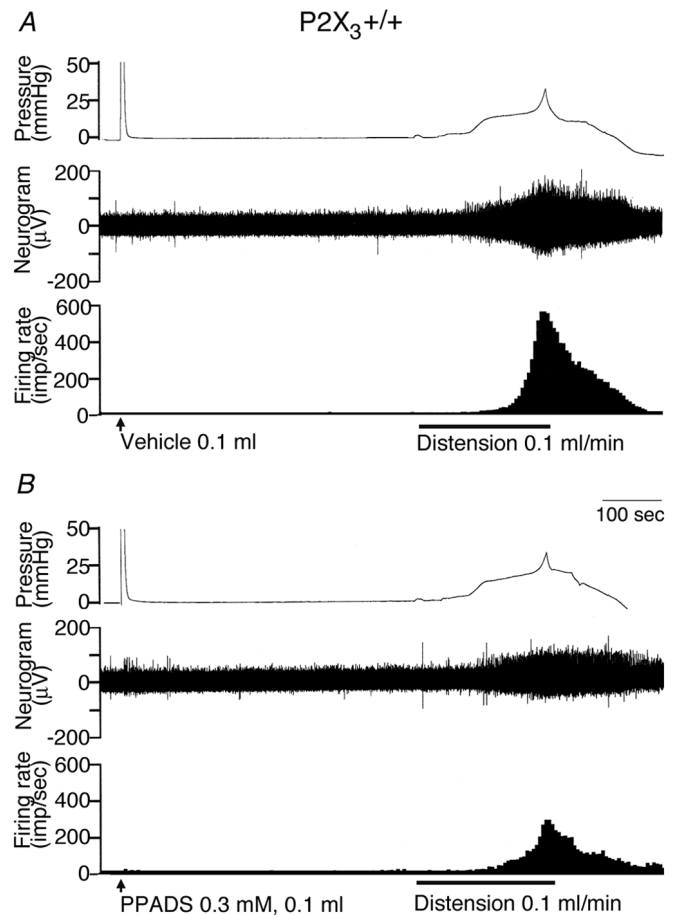 A
P2X3+/+
Pressure
(mmHg)
50
25
0
Neurogram
(μV)
200
0
-200
Firing rate
(imp/sec)
600
400
200
0
Vehicle 0.1 ml
Distension 0.1 ml/min
B
100 sec
Pressure
(mmHg)
50
25
0
Neurogram
(μV)
200
0
-200
Firing rate
(imp/sec)
600
400
200
0
PPADS 0.3 mM, 0.1 ml
Distension 0.1 ml/min